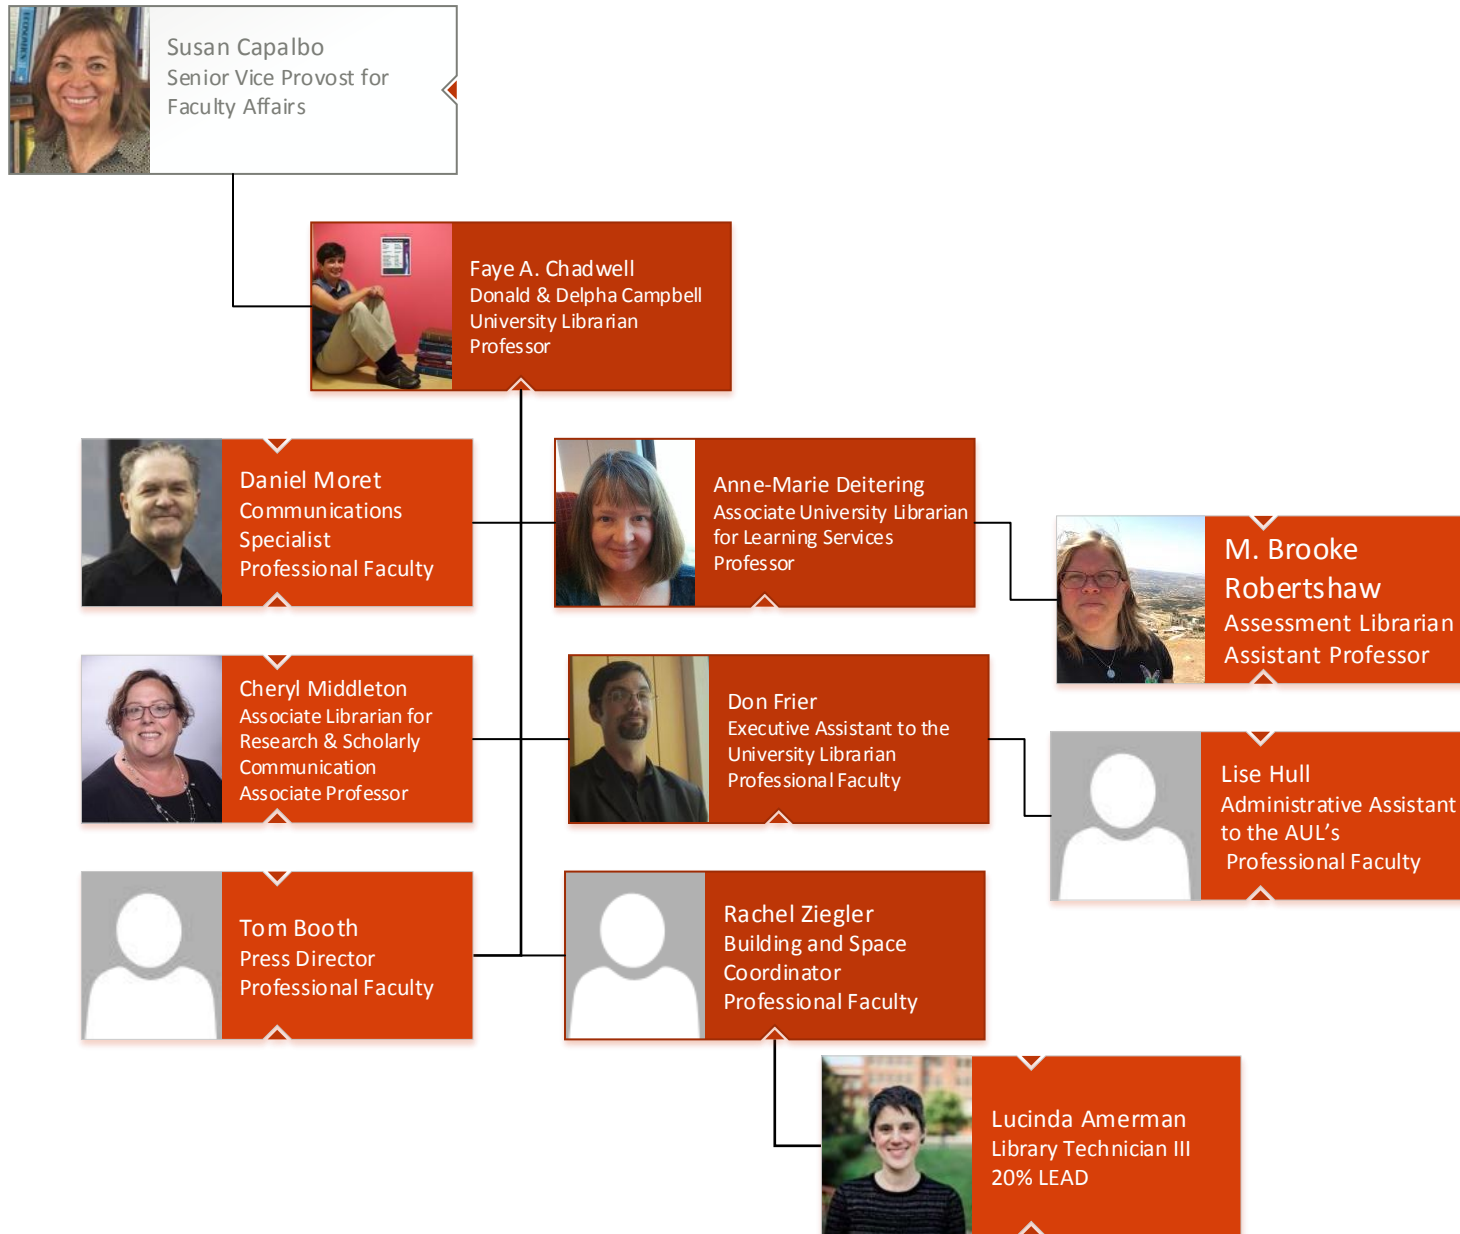 Susan Capalbo
Senior Vice Provost for
Faculty Affairs
Faye A. Chadwell
Donald & Delpha Campbell
University Librarian
Professor
Daniel Moret
Communications
Specialist
Professional Faculty
Anne-Marie Deitering
Associate University Librarian
for Learning Services
Professor
M. Brooke
Robertshaw
Assessment Librarian
Assistant Professor
Cheryl Middleton
Associate Librarian for
Research & Scholarly
Communication
Associate Professor
Don Frier
Executive Assistant to the
University Librarian
Professional Faculty
Lise Hull
Administrative Assistant
to the AUL's
Professional Faculty
Tom Booth
Press Director
Professional Faculty
Rachel Ziegler
Building and Space
Coordinator
Professional Faculty
Lucinda Amerman
Library Technician III
20% LEAD